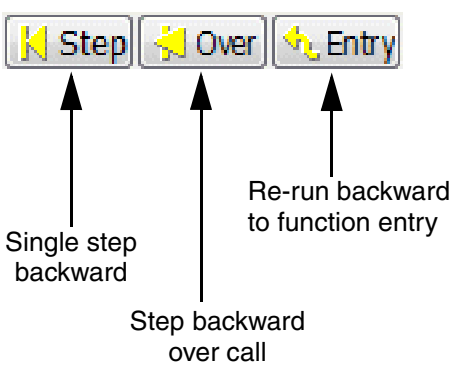 Step Over Entry
Re-run backward
to function entry
Single step
backward
Step backward
over call